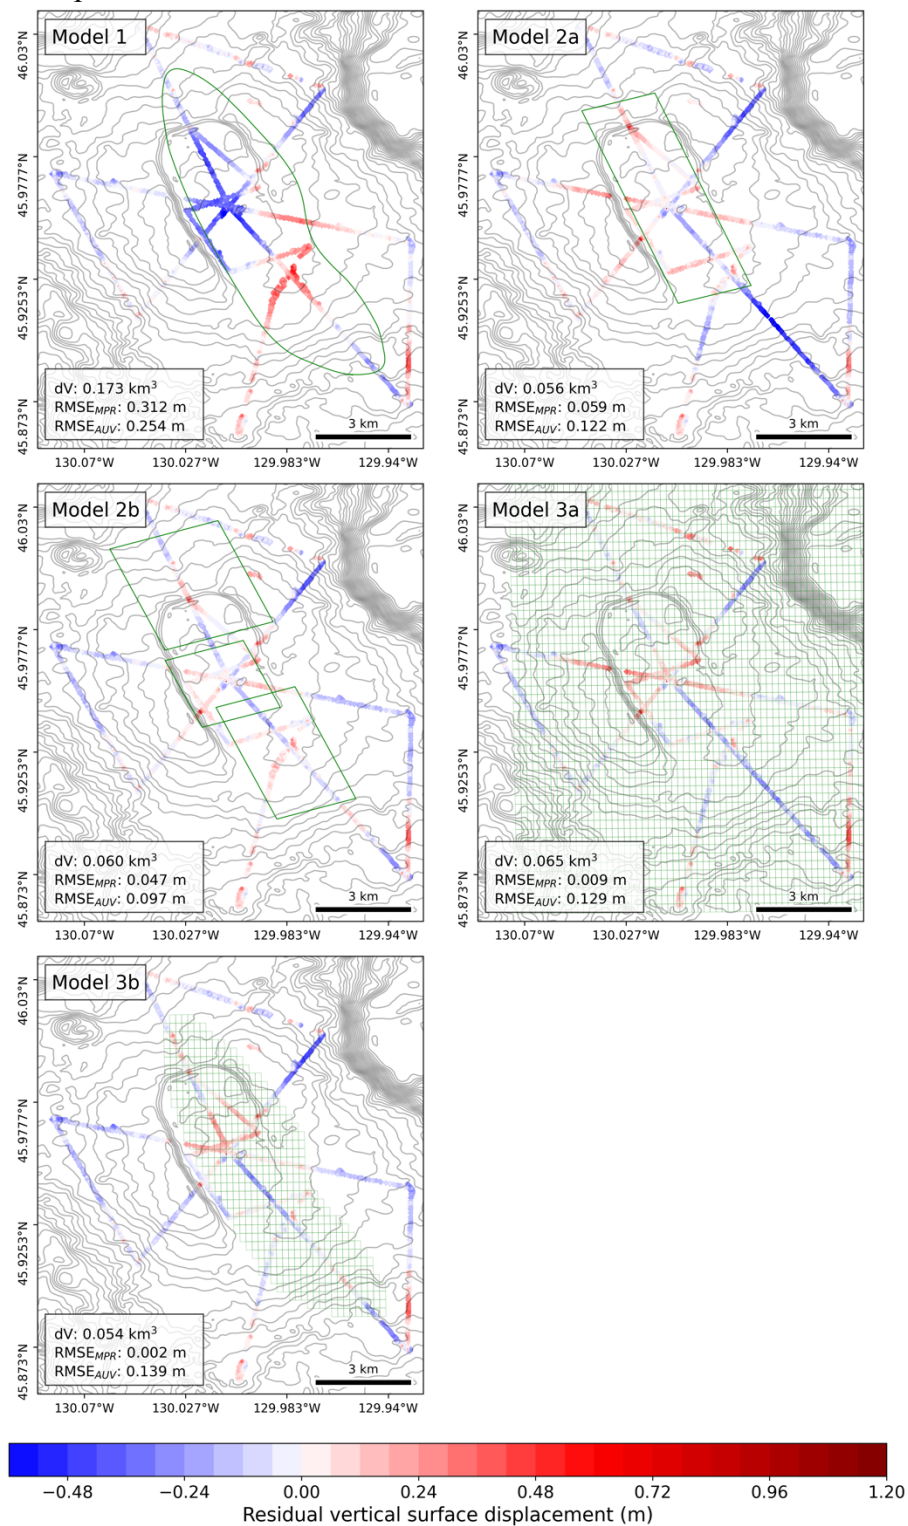 Model 1
46.03°N
45.9777°N
45.9253°N
45.873°N
dV: 0.173 km³
RMSE_MPR: 0.312 m
RMSE_AUV: 0.254 m
3 km
130.07°W 130.027°W 129.983°W 129.94°W
Model 2a
46.03°N
45.9777°N
45.9253°N
45.873°N
dV: 0.056 km³
RMSE_MPR: 0.059 m
RMSE_AUV: 0.122 m
3 km
130.07°W 130.027°W 129.983°W 129.94°W
Model 2b
46.03°N
45.9777°N
45.9253°N
45.873°N
dV: 0.060 km³
RMSE_MPR: 0.047 m
RMSE_AUV: 0.097 m
3 km
130.07°W 130.027°W 129.983°W 129.94°W
Model 3a
46.03°N
45.9777°N
45.9253°N
45.873°N
dV: 0.065 km³
RMSE_MPR: 0.009 m
RMSE_AUV: 0.129 m
3 km
130.07°W 130.027°W 129.983°W 129.94°W
Model 3b
46.03°N
45.9777°N
45.9253°N
45.873°N
dV: 0.054 km³
RMSE_MPR: 0.002 m
RMSE_AUV: 0.139 m
3 km
130.07°W 130.027°W 129.983°W 129.94°W
−0.48 −0.24 0.00 0.24 0.48 0.72 0.96 1.20
Residual vertical surface displacement (m)